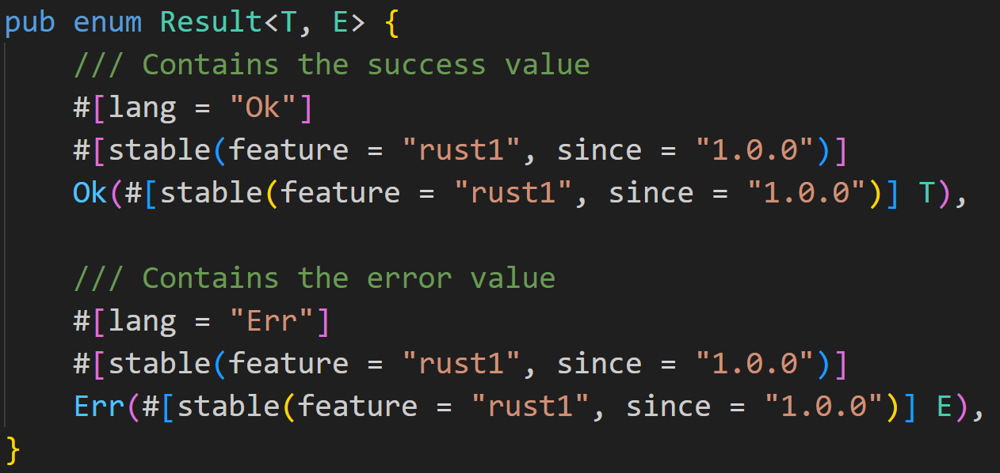 pub enum Result<T, E> {
    /// Contains the success value
    #[lang = "Ok"]
    #[stable(feature = "rust1", since = "1.0.0")]
    Ok(#[stable(feature = "rust1", since = "1.0.0")] T),

    /// Contains the error value
    #[lang = "Err"]
    #[stable(feature = "rust1", since = "1.0.0")]
    Err(#[stable(feature = "rust1", since = "1.0.0")] E),
}